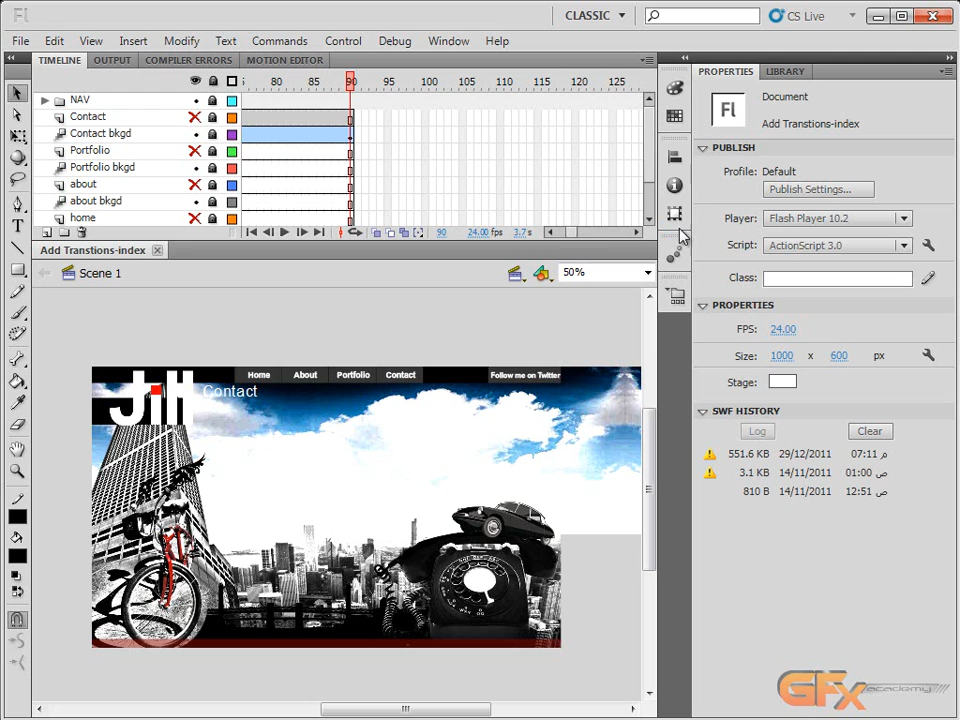 Fl
CLASSIC
CS Live
File Edit View Insert Modify Text Commands Control Debug Window Help
TIMELINE OUTPUT COMPILER ERRORS MOTION EDITOR
80 85 90 95 100 105 110 115 120 125
NAV
Contact
Contact bkgd
Portfolio
Portfolio bkgd
about
about bkgd
home
90 24.00 fps 3.7 s
Add Transtions-index
Scene 1
50%
Home About Portfolio Contact Follow me on Twitter
Jill
Contact
PROPERTIES LIBRARY
Fl
Document
Add Transtions-index
PUBLISH
Profile: Default
Publish Settings...
Player: Flash Player 10.2
Script: ActionScript 3.0
Class:
PROPERTIES
FPS: 24.00
Size: 1000 x 600 px
Stage:
SWF HISTORY
Log Clear
551.6 KB 29/12/2011 07:11 م
3.1 KB 14/11/2011 01:00 ص
810 B 14/11/2011 12:51 ص
GFx academy